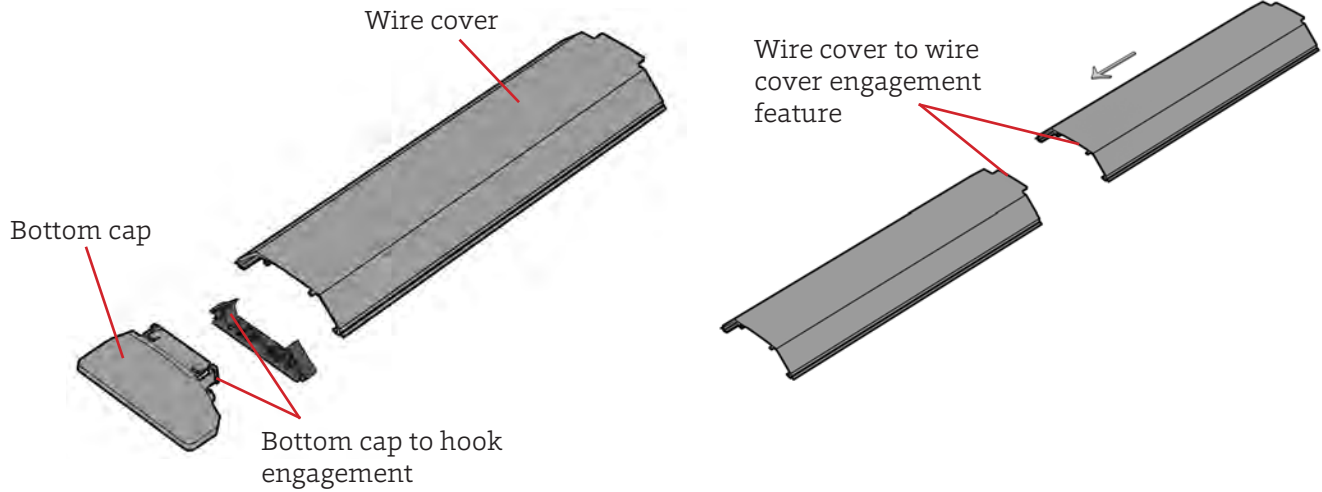 Wire cover
Wire cover to wire
cover engagement
feature
Bottom cap
Bottom cap to hook
engagement